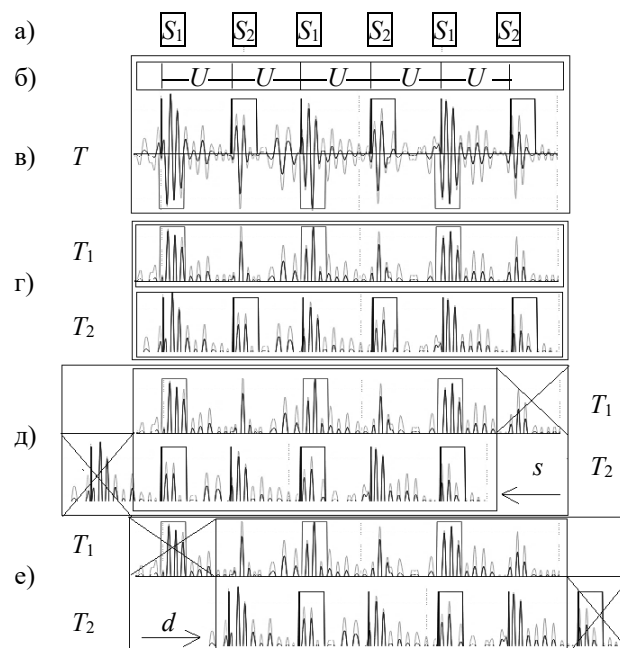 а) S₁ S₂ S₁ S₂ S₁ S₂
б) U U U U U
в) T
T₁
г)
T₂
T₁
д)
s T₂
T₁
е)
T₂ d